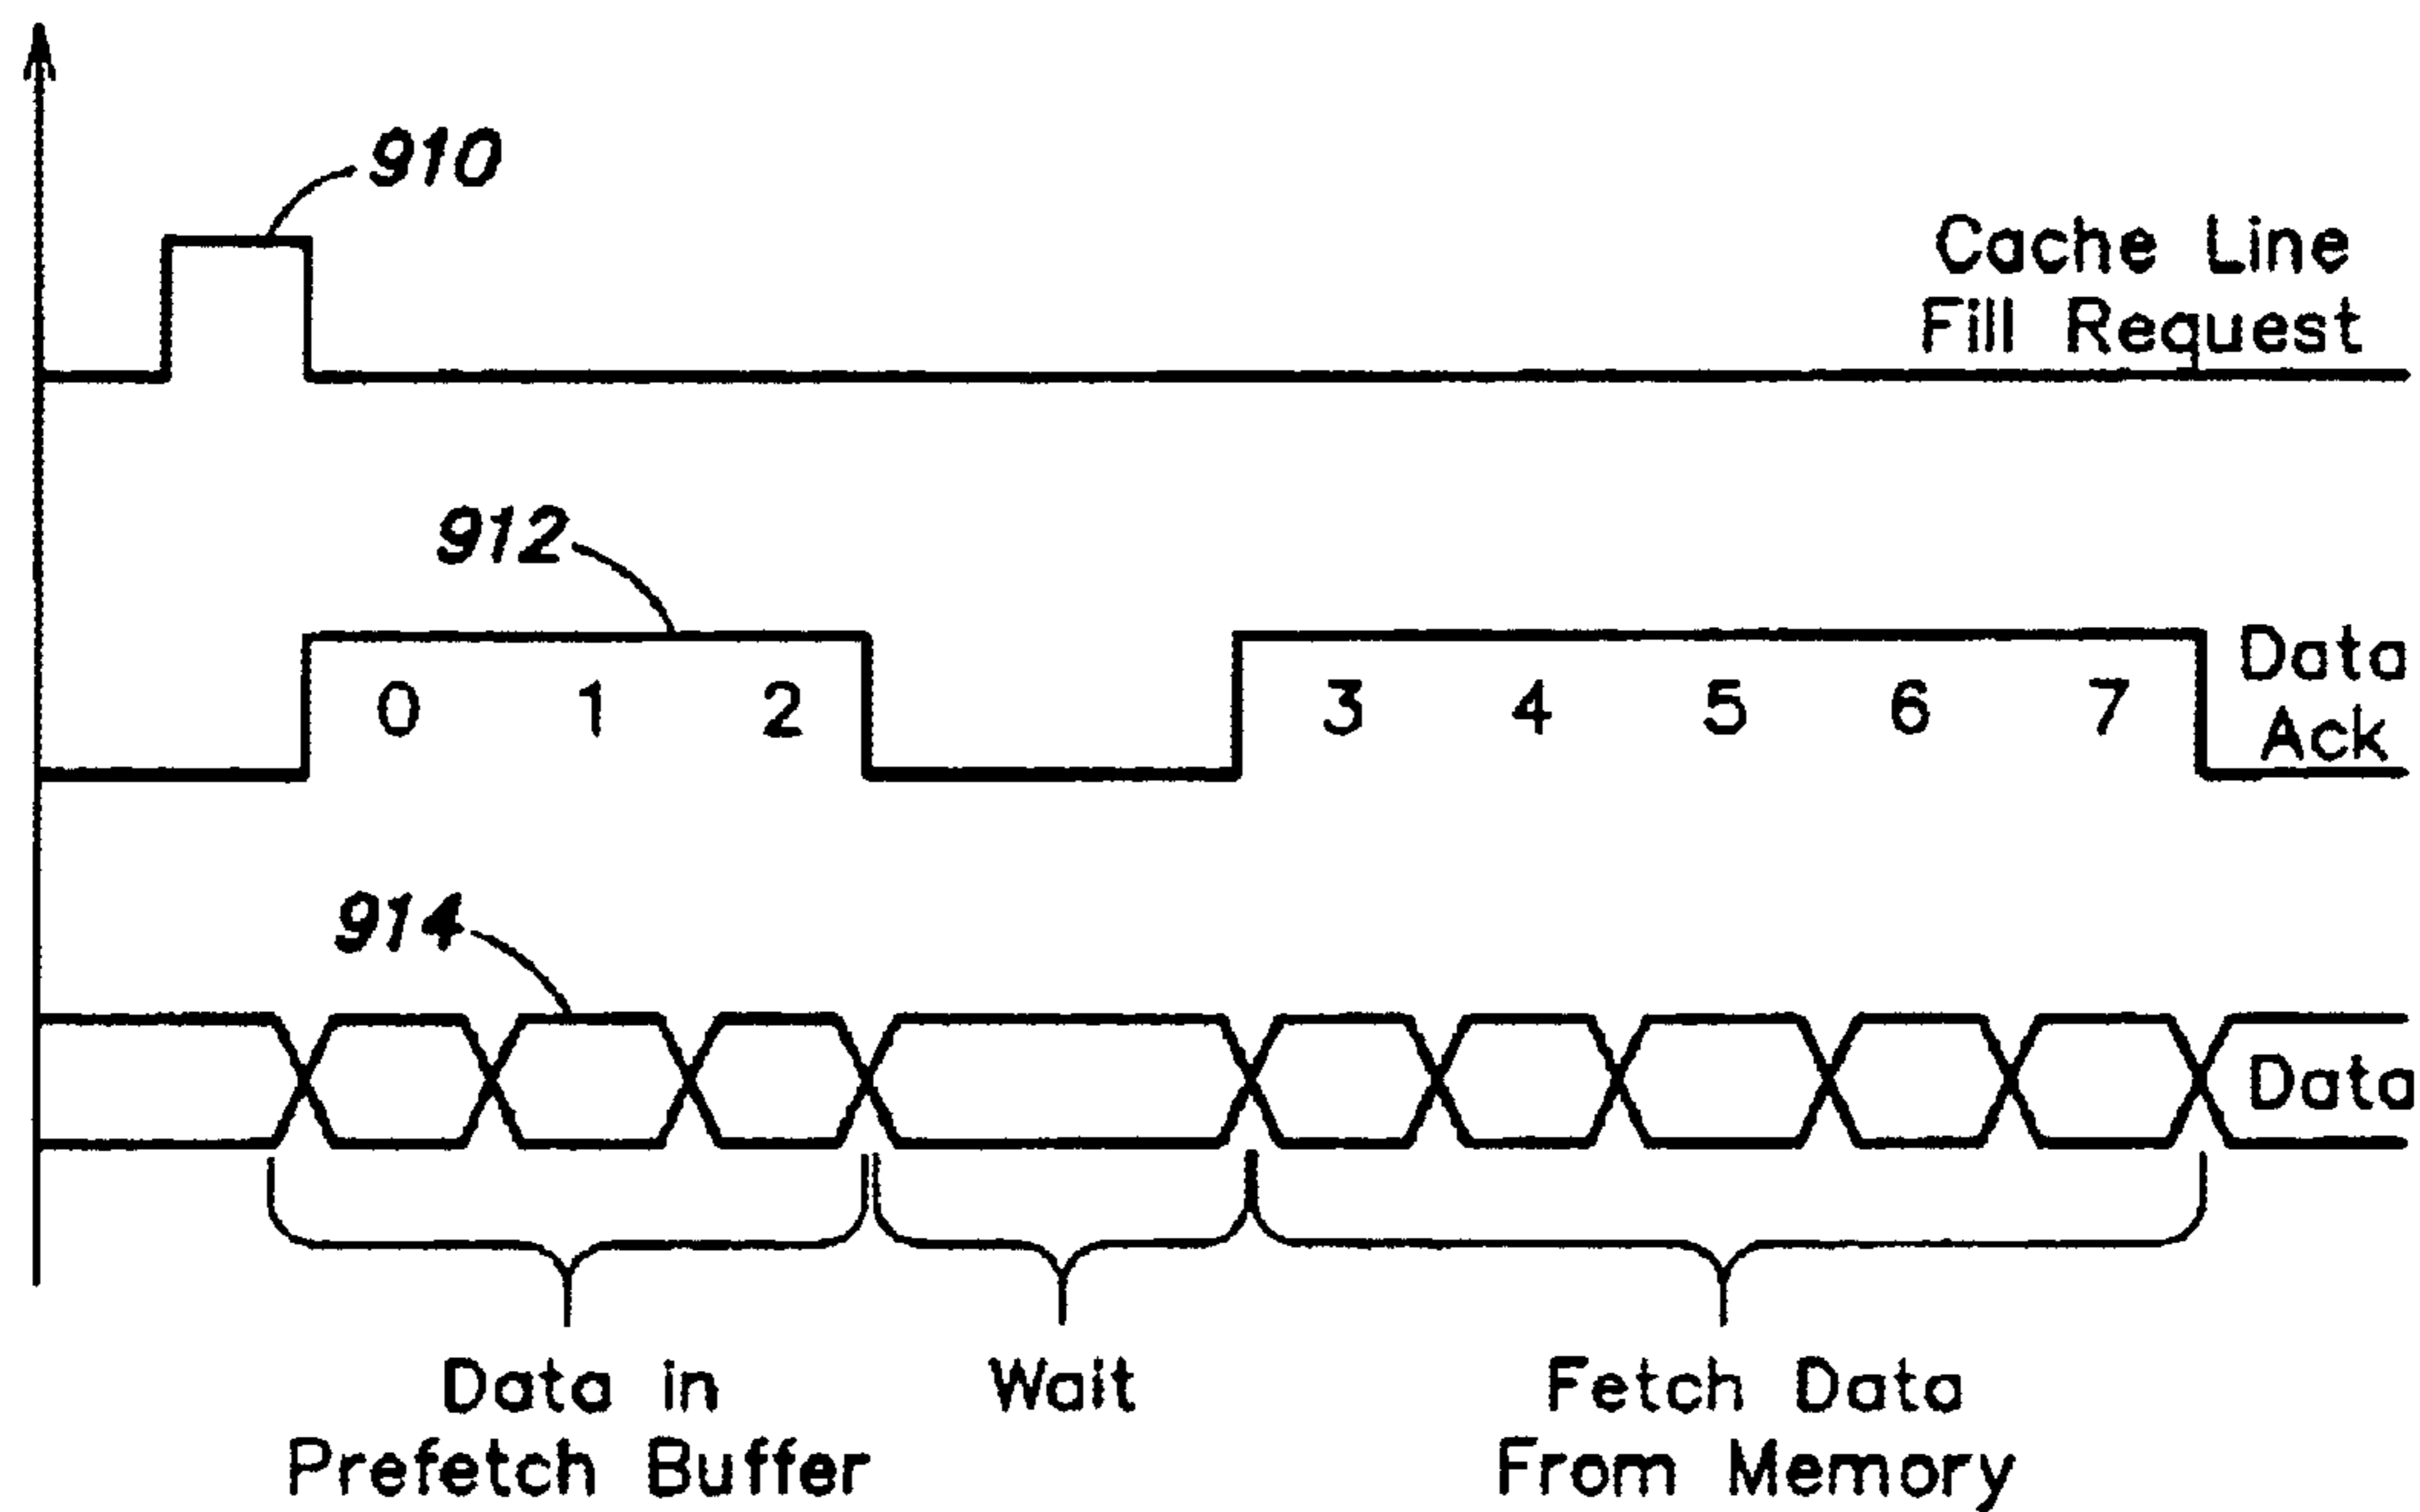 910
Cache Line
Fill Request
912
0 1 2 3 4 5 6 7
Data
Ack
914
Data
Data in
Prefetch Buffer
Wait
Fetch Data
From Memory